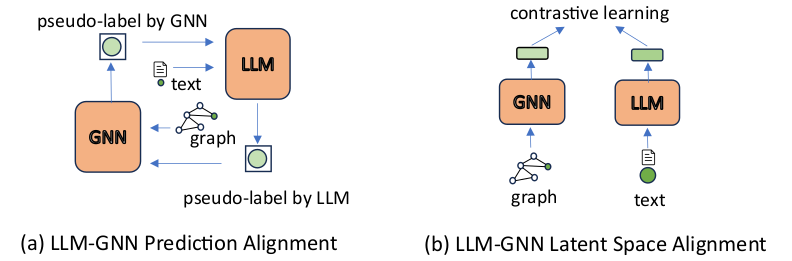 pseudo-label by GNN
LLM
text
GNN
graph
pseudo-label by LLM
(a) LLM-GNN Prediction Alignment
contrastive learning
GNN
LLM
graph
text
(b) LLM-GNN Latent Space Alignment